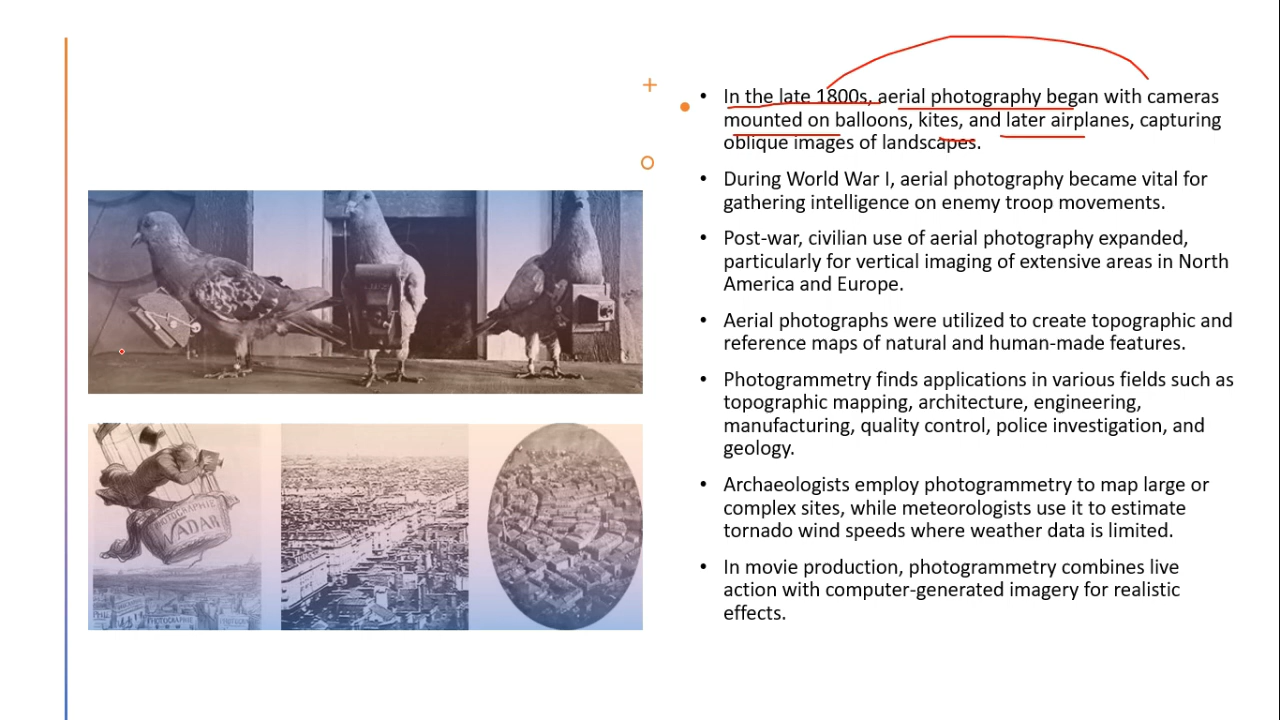 • In the late 1800s, aerial photography began with cameras
mounted on balloons, kites, and later airplanes, capturing
oblique images of landscapes.
• During World War I, aerial photography became vital for
gathering intelligence on enemy troop movements.
• Post-war, civilian use of aerial photography expanded,
particularly for vertical imaging of extensive areas in North
America and Europe.
• Aerial photographs were utilized to create topographic and
reference maps of natural and human-made features.
• Photogrammetry finds applications in various fields such as
topographic mapping, architecture, engineering,
manufacturing, quality control, police investigation, and
geology.
• Archaeologists employ photogrammetry to map large or
complex sites, while meteorologists use it to estimate
tornado wind speeds where weather data is limited.
• In movie production, photogrammetry combines live
action with computer-generated imagery for realistic
effects.
NADAR